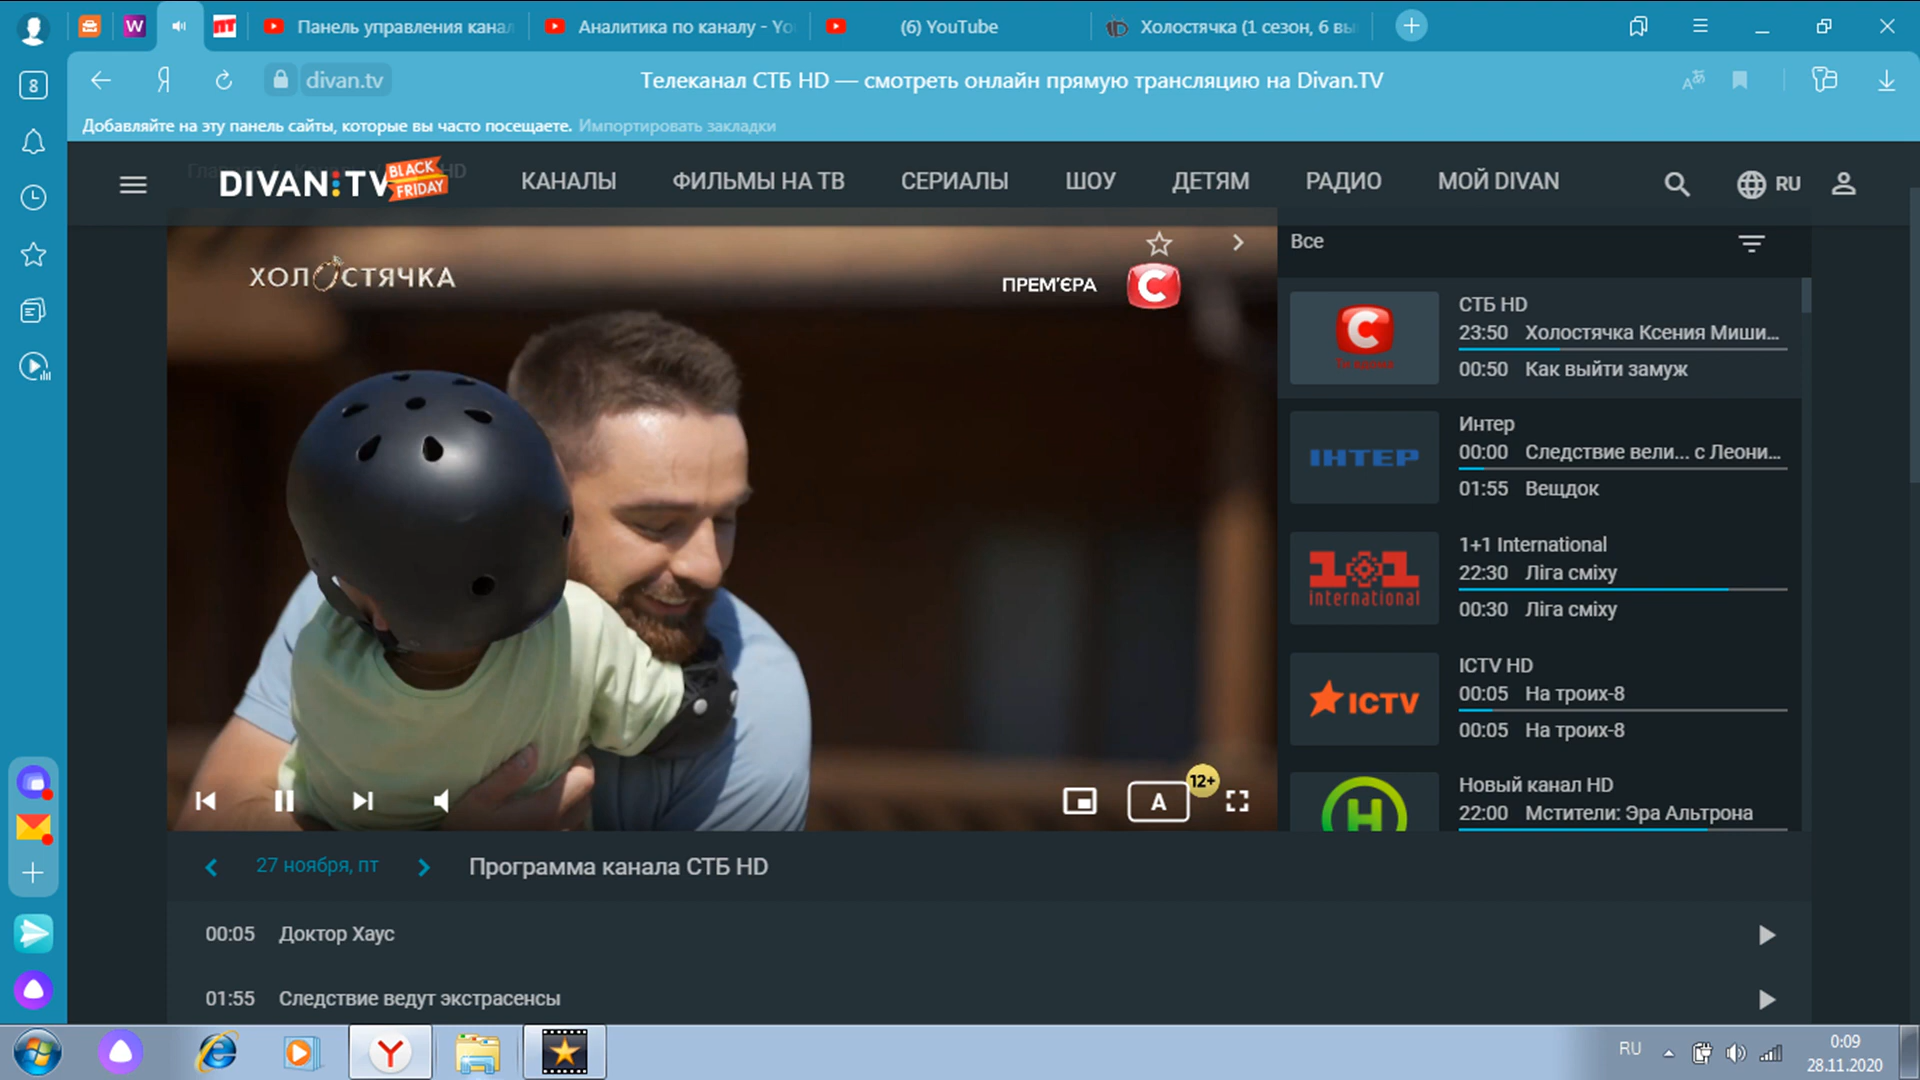 Панель управления канал
Аналитика по каналу - Yo
(6) YouTube
Холостячка (1 сезон, 6 вы
8
Я
divan.tv
Телеканал СТБ HD — смотреть онлайн прямую трансляцию на Divan.TV
Добавляйте на эту панель сайты, которые вы часто посещаете. Импортировать закладки
DIVAN:TV
BLACK
FRIDAY
КАНАЛЫ
ФИЛЬМЫ НА ТВ
СЕРИАЛЫ
ШОУ
ДЕТЯМ
РАДИО
МОЙ DIVAN
RU
ХОЛОСТЯЧКА
ПРЕМ'ЄРА
С
12+
A
Все
С
СТБ HD
23:50 Холостячка Ксения Миши...
00:50 Как выйти замуж
ІНТЕР
Интер
00:00 Следствие вели... с Леони...
01:55 Вещдок
1+1
international
1+1 International
22:30 Ліга сміху
00:30 Ліга сміху
ICTV
ICTV HD
00:05 На троих-8
00:05 На троих-8
Н
Новый канал HD
22:00 Мстители: Эра Альтрона
27 ноября, пт
Программа канала СТБ HD
00:05 Доктор Хаус
01:55 Следствие ведут экстрасенсы
RU
0:09
28.11.2020